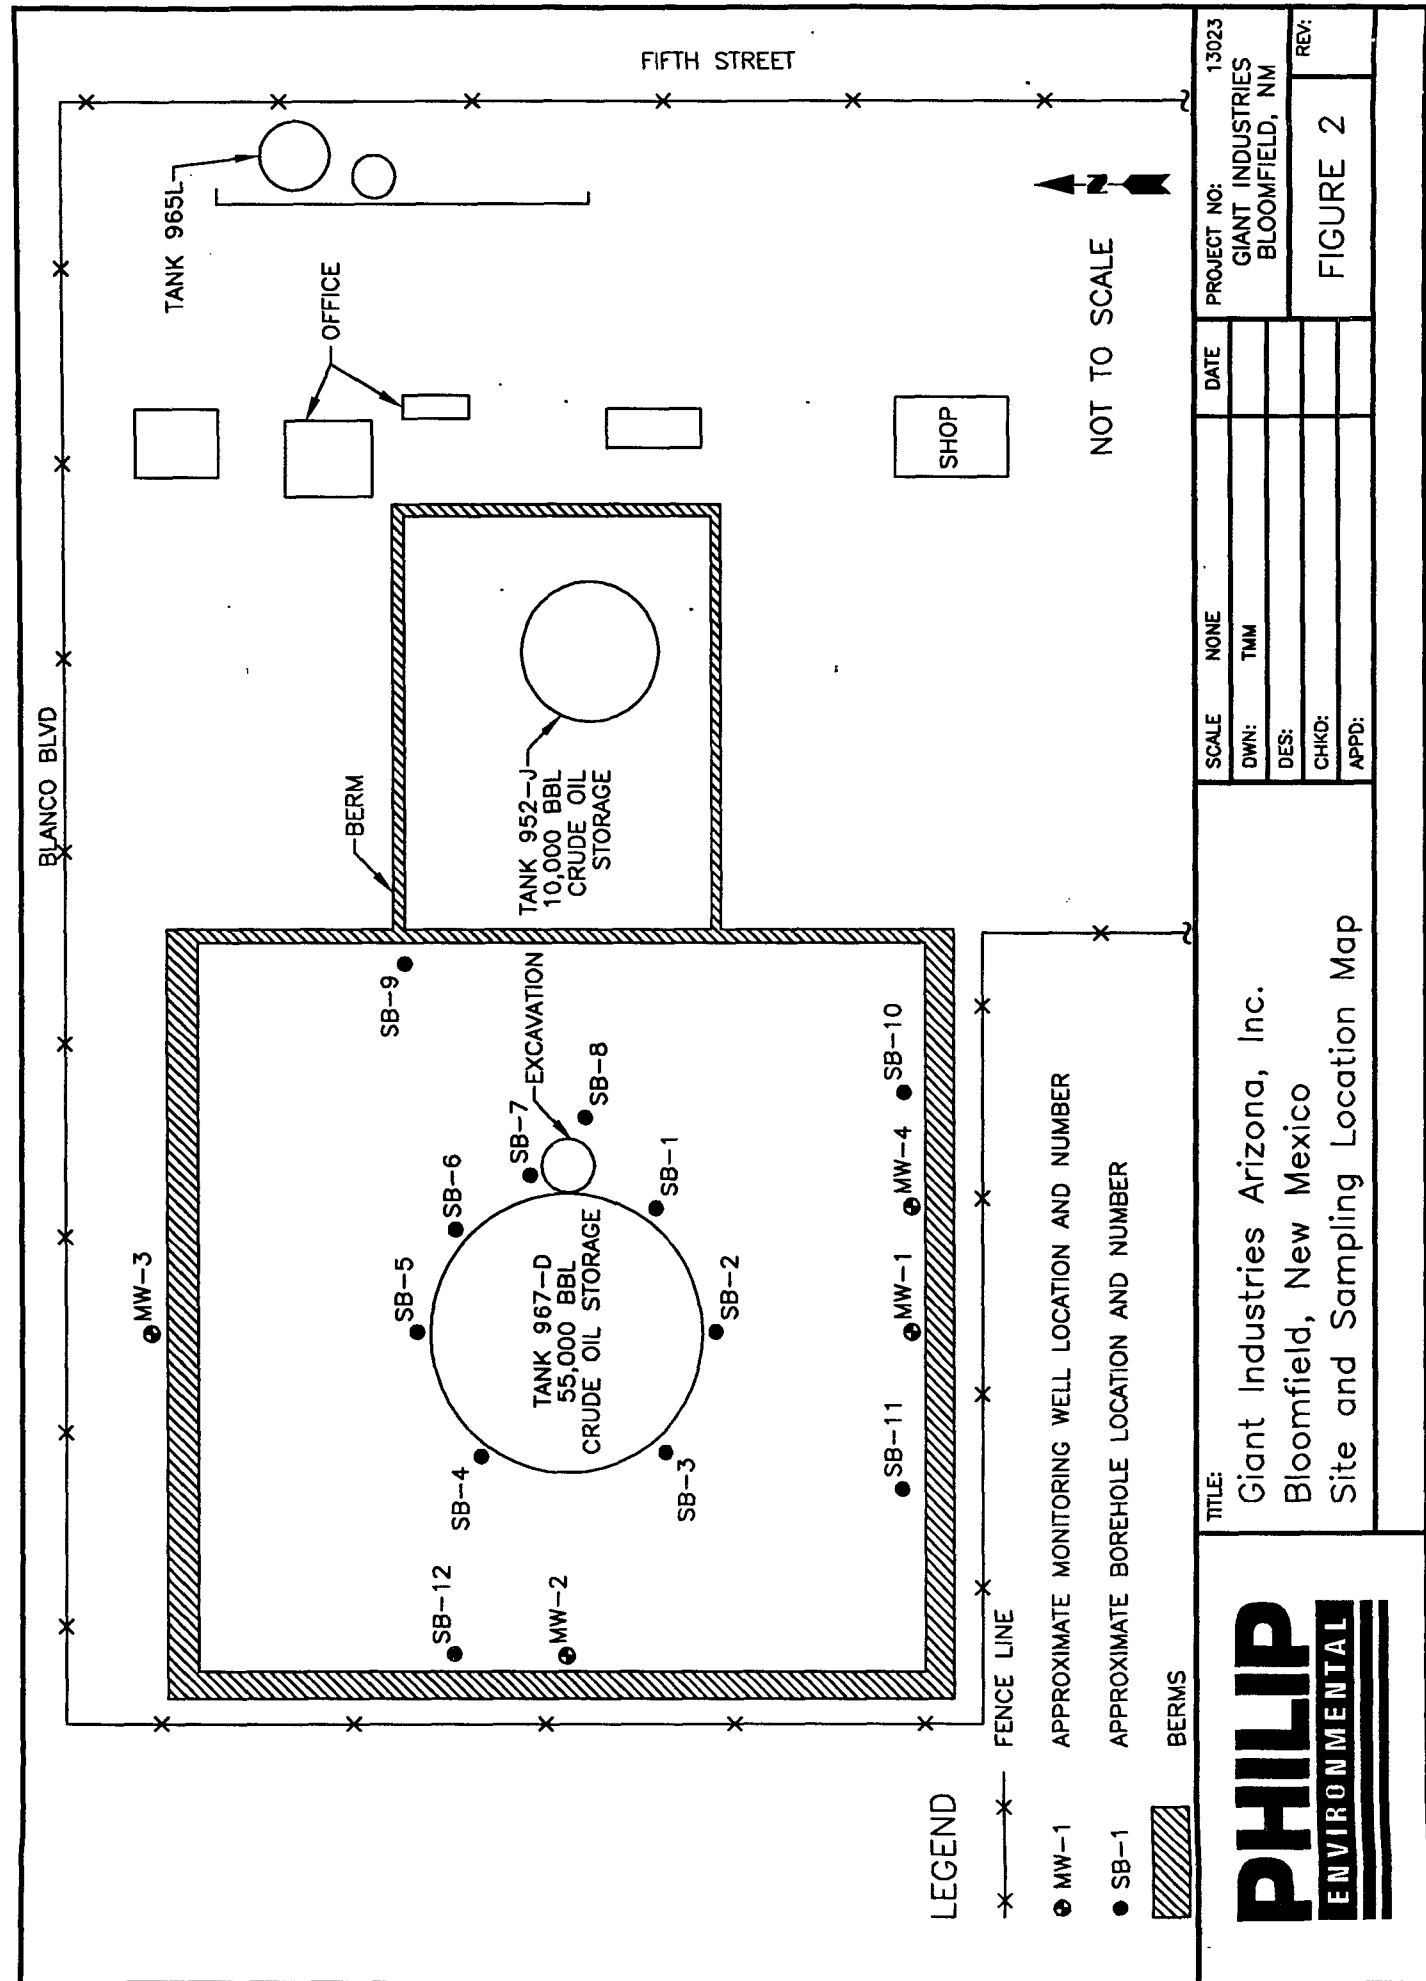 BLANCO BLVD
FIFTH STREET
TANK 965L
OFFICE
BERM
SHOP
TANK 952-J
10,000 BBL
CRUDE OIL
STORAGE
EXCAVATION
MW-3
SB-9
SB-5
SB-6
SB-7
SB-8
SB-4
TANK 967-D
55,000 BBL
CRUDE OIL STORAGE
SB-12
MW-2
SB-3
SB-2
SB-1
SB-11
MW-1
MW-4
SB-10
N
NOT TO SCALE
LEGEND
FENCE LINE
MW-1 APPROXIMATE MONITORING WELL LOCATION AND NUMBER
SB-1 APPROXIMATE BOREHOLE LOCATION AND NUMBER
BERMS
PHILIP
ENVIRONMENTAL
TITLE:
Giant Industries Arizona, Inc.
Bloomfield, New Mexico
Site and Sampling Location Map
SCALE NONE DATE
DWN: TMM
DES:
CHKD:
APPD:
PROJECT NO: 13023
GIANT INDUSTRIES
BLOOMFIELD, NM
FIGURE 2
REV: